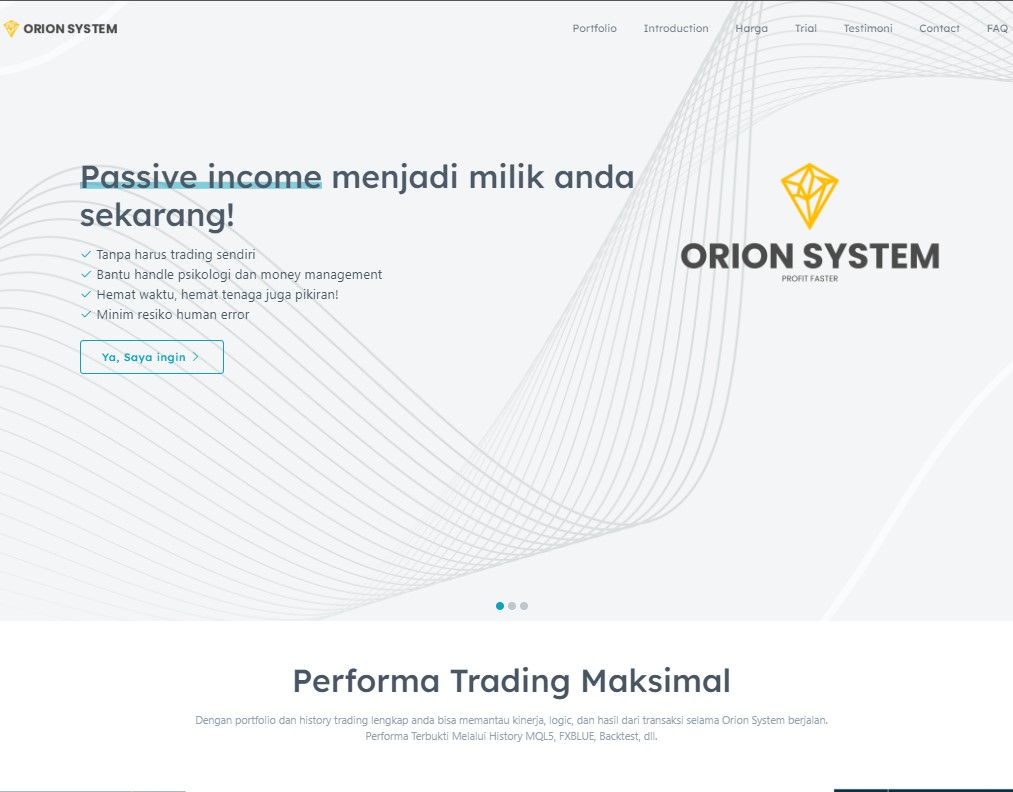 ORION SYSTEM
Portfolio Introduction Harga Trial Testimoni Contact FAQ
Passive income menjadi milik anda
sekarang!
Tanpa harus trading sendiri
Bantu handle psikologi dan money management
Hemat waktu, hemat tenaga juga pikiran!
Minim resiko human error
Ya, Saya ingin
ORION SYSTEM
PROFIT FASTER
Performa Trading Maksimal
Dengan portfolio dan history trading lengkap anda bisa memantau kinerja, logic, dan hasil dari transaksi selama Orion System berjalan.
Performa Terbukti Melalui History MQL5, FXBLUE, Backtest, dll.